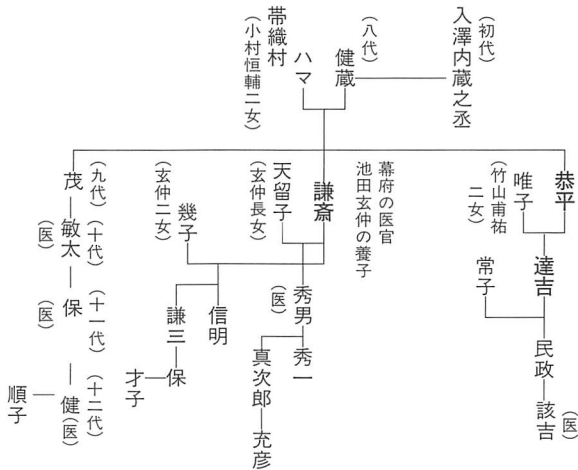 （初代）
入澤内蔵之丞
（八代）
健蔵
ハマ
帯織村
（小村恒輔二女）
恭平
唯子
（竹山甫祐
二女）
達吉
常子
民政
該吉
（医）
幕府の医官
池田玄仲の養子
謙斎
天留子
（玄仲長女）
幾子
（玄仲二女）
秀男
（医）
秀一
真次郎
充彦
信明
謙三
保
才子
（九代）
茂
（十代）
敏太
（医）
（十一代）
保
（医）
（十二代）
健
（医）
順子